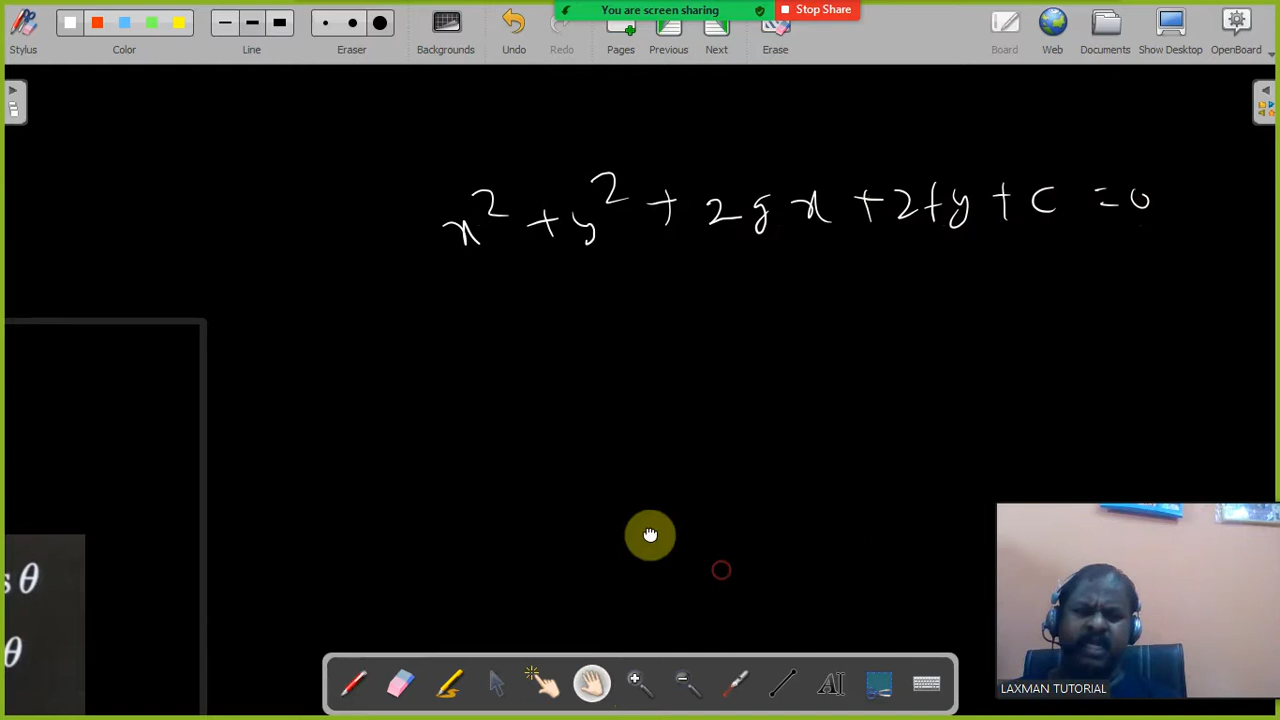 You are screen sharing
Stop Share
Stylus
Color
Line
Eraser
Backgrounds
Undo
Redo
Pages
Previous
Next
Erase
Board
Web
Documents
Show Desktop
OpenBoard
x² + y² + 2gx + 2fy + c = 0
s θ
θ
AI
LAXMAN TUTORIAL